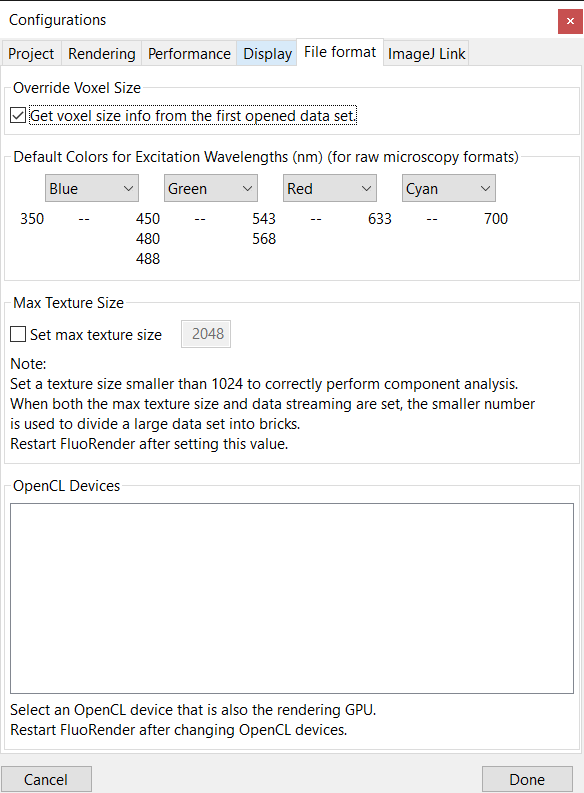 Configurations
Project Rendering Performance Display File format ImageJ Link
Override Voxel Size
Get voxel size info from the first opened data set.
Default Colors for Excitation Wavelengths (nm) (for raw microscopy formats)
Blue Green Red Cyan
350 -- 450 -- 543 -- 633 -- 700
480 568
488
Max Texture Size
Set max texture size 2048
Note:
Set a texture size smaller than 1024 to correctly perform component analysis.
When both the max texture size and data streaming are set, the smaller number
is used to divide a large data set into bricks.
Restart FluoRender after setting this value.
OpenCL Devices
Select an OpenCL device that is also the rendering GPU.
Restart FluoRender after changing OpenCL devices.
Cancel Done